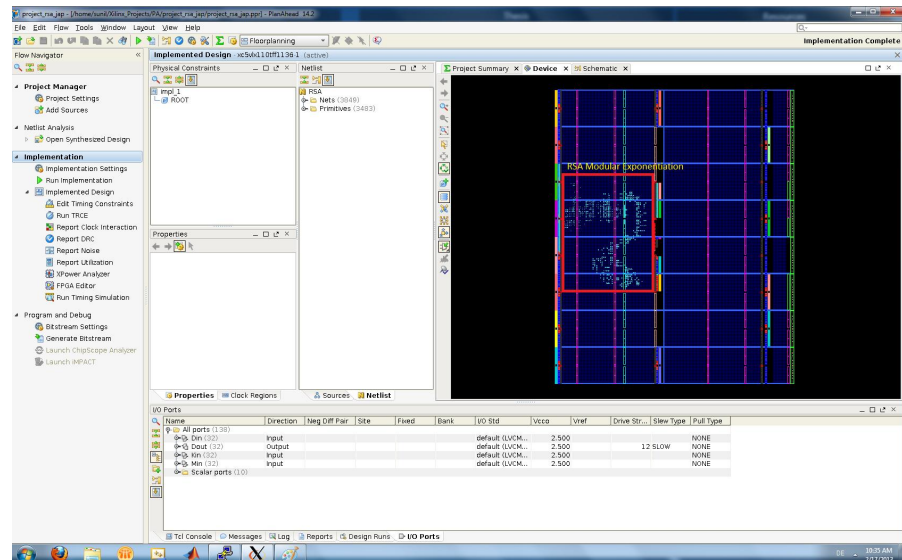 project_rsa_jap - [/home/sunil/Xilinx_Projects/PA/project_rsa_jap/project_rsa_jap.ppr] - PlanAhead 14.2
File Edit Flow Tools Window Layout View Help
Floorplanning
Implementation Complete
Flow Navigator
Implemented Design - xc5vlx110tff1136-1 (active)
Physical Constraints
Netlist
Project Summary
Device
Schematic
impl_1
ROOT
RSA
Nets (3849)
Primitives (3483)
Project Manager
Project Settings
Add Sources
Netlist Analysis
Open Synthesized Design
Implementation
Implementation Settings
Run Implementation
Implemented Design
Edit Timing Constraints
Run TRCE
Report Clock Interaction
Report DRC
Report Noise
Report Utilization
XPower Analyzer
FPGA Editor
Run Timing Simulation
Program and Debug
Bitstream Settings
Generate Bitstream
Launch ChipScope Analyzer
Launch iMPACT
RSA Modular Exponentiation
Properties
Properties Clock Regions
Sources Netlist
I/O Ports
Name Direction Neg Diff Pair Site Fixed Bank I/O Std Vcco Vref Drive Str... Slew Type Pull Type
All ports (138)
Din (32) Input default (LVCM... 2.500 NONE
Dout (32) Output default (LVCM... 2.500 12 SLOW NONE
Kin (32) Input default (LVCM... 2.500 NONE
Min (32) Input default (LVCM... 2.500 NONE
Scalar ports (10)
Tcl Console Messages Log Reports Design Runs I/O Ports
DE
10:35 AM